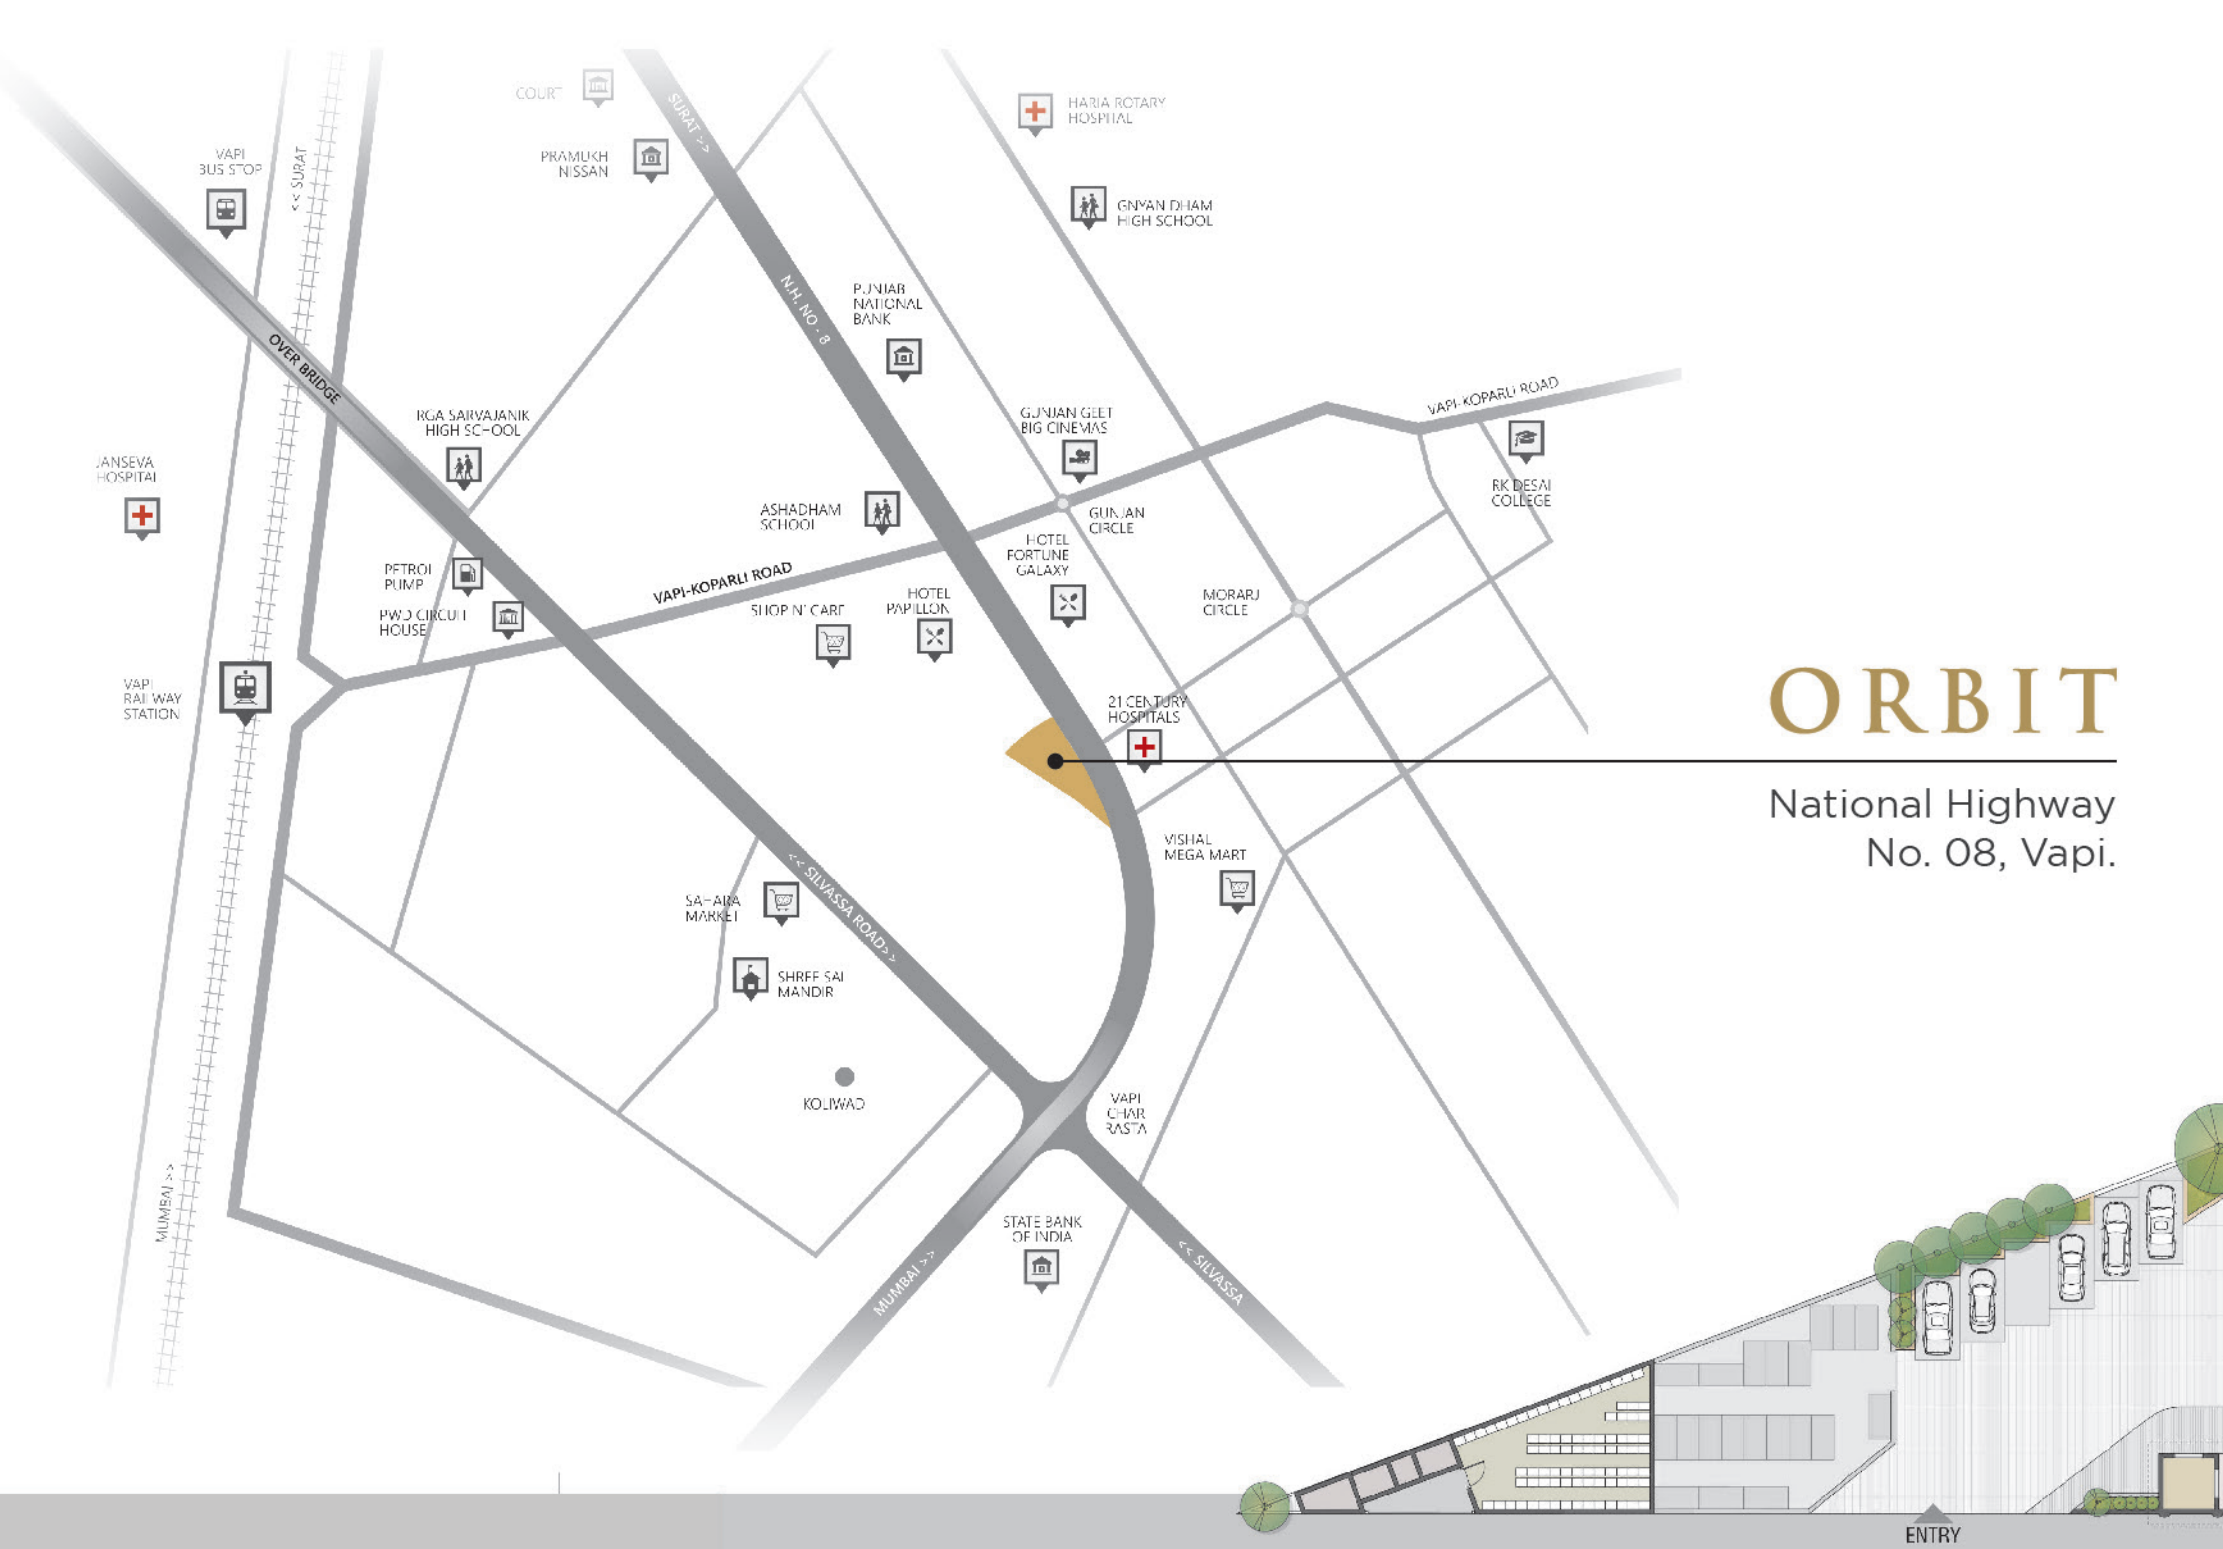 COURT
PRAMUKH
NISSAN
SURAT >>
HARIA ROTARY
HOSPITAL
VAPI
BUS STOP
<< SURAT
GNYAN DHAM
HIGH SCHOOL
N.H. NO - 8
PUNJAB
NATIONAL
BANK
OVER BRIDGE
RGA SARVAJANIK
HIGH SCHOOL
GUNJAN GEET
BIG CINEMAS
VAPI-KOPARLI ROAD
RK DESAI
COLLEGE
JANSEVA
HOSPITAL
ASHADHAM
SCHOOL
GUNJAN
CIRCLE
HOTEL
FORTUNE
GALAXY
PETROL
PUMP
PWD CIRCUIT
HOUSE
VAPI-KOPARLI ROAD
SHOP N' CARE
HOTEL
PAPILLON
MORARJ
CIRCLE
VAPI
RAILWAY
STATION
21 CENTURY
HOSPITALS
ORBIT
National Highway
No. 08, Vapi.
VISHAL
MEGA MART
SAHARA
MARKET
<< SILVASSA ROAD >>
SHREE SAI
MANDIR
KOLIWAD
VAPI
CHAR
RASTA
MUMBAI >>
STATE BANK
OF INDIA
MUMBAI >>
<< SILVASSA
ENTRY